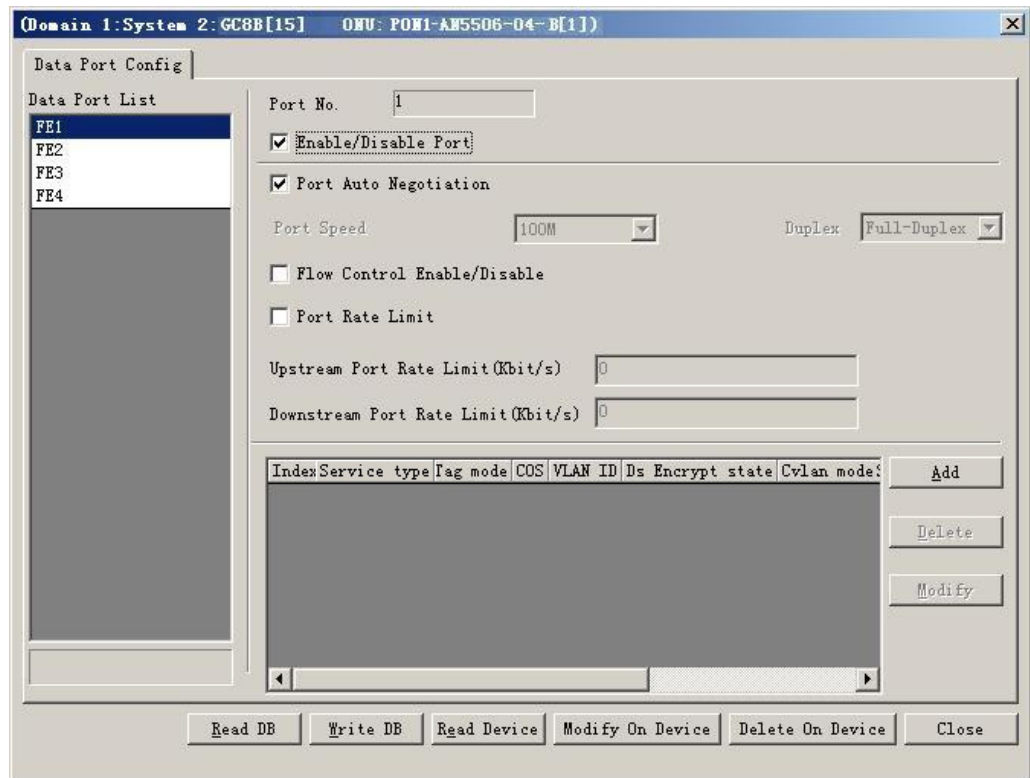 (Domain 1:System 2:GC8B[15] ONU: PON1-AN5506-04-B[1])
Data Port Config
Data Port List
FE1
FE2
FE3
FE4
Port No. 1
Enable/Disable Port
Port Auto Negotiation
Port Speed 100M Duplex Full-Duplex
Flow Control Enable/Disable
Port Rate Limit
Upstream Port Rate Limit(Kbit/s) 0
Downstream Port Rate Limit(Kbit/s) 0
Index Service type Tag mode COS VLAN ID Ds Encrypt state Cvlan mode S
Add
Delete
Modify
Read DB Write DB Read Device Modify On Device Delete On Device Close